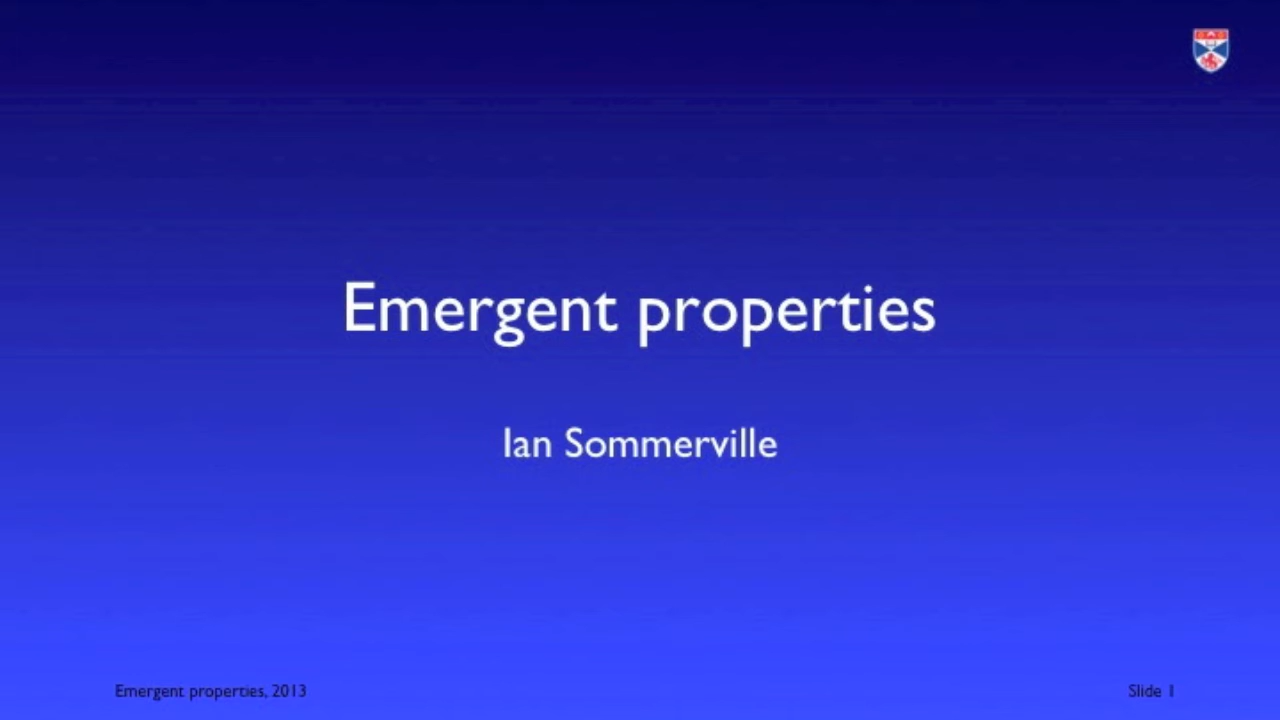 Emergent properties
Ian Sommerville
Emergent properties, 2013
Slide 1